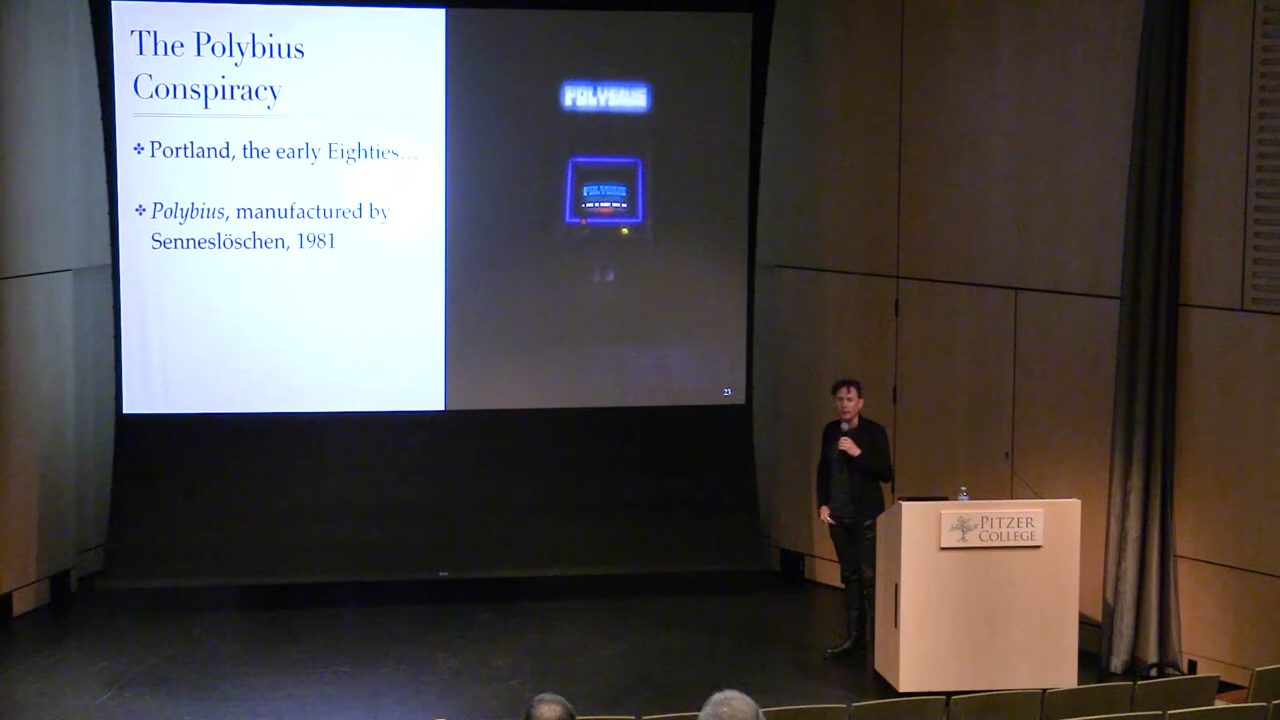 The Polybius
Conspiracy
Portland, the early Eighties…
Polybius, manufactured by
Senneslöschen, 1981
POLYBIUS
23
PITZER
COLLEGE